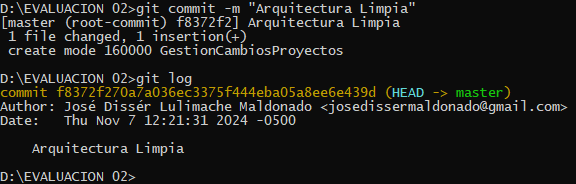 D:\EVALUACION 02>git commit -m "Arquitectura Limpia"
[master (root-commit) f8372f2] Arquitectura Limpia
 1 file changed, 1 insertion(+)
 create mode 160000 GestionCambiosProyectos
D:\EVALUACION 02>git log
commit f8372f270a7a036ec3375f444eba05a8ee6e439d (HEAD -> master)
Author: José Dissér Lulimache Maldonado <josedissermaldonado@gmail.com>
Date:   Thu Nov 7 12:21:31 2024 -0500
    Arquitectura Limpia
D:\EVALUACION 02>